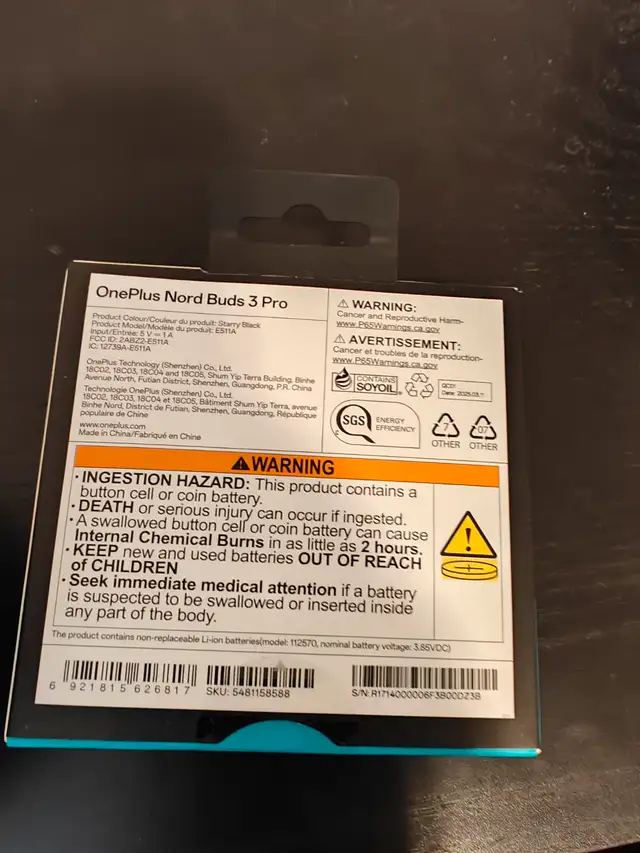 OnePlus Nord Buds 3 Pro
Product Colour/Couleur du produit: Starry Black
Product Model/Modèle du produit: E511A
Input/Entrée: 5 V⎓1 A
FCC ID: 2ABZ2-E511A
IC: 12739A-E511A
OnePlus Technology (Shenzhen) Co., Ltd.
18C02, 18C03, 18C04 and 18C05, Shum Yip Terra Building, Binhe
Avenue North, Futian District, Shenzhen, Guangdong, P.R. China
Technologie OnePlus (Shenzhen) Co., Ltd.
18C02, 18C03, 18C04 et 18C05, Bâtiment Shum Yip Terra, avenue
Binhe Nord, District de Futian, Shenzhen, Guangdong, République
populaire de Chine
www.oneplus.com
Made in China/Fabriqué en Chine
WARNING:
Cancer and Reproductive Harm-
www.P65Warnings.ca.gov
AVERTISSEMENT:
Cancer et troubles de la reproduction-
www.P65Warnings.ca.gov
CONTAINS
SOYOIL
QC01
Date: 2025.03.11
SGS
ENERGY
EFFICIENCY
7
OTHER
07
OTHER
WARNING
· INGESTION HAZARD: This product contains a
button cell or coin battery.
· DEATH or serious injury can occur if ingested.
· A swallowed button cell or coin battery can cause
Internal Chemical Burns in as little as 2 hours.
· KEEP new and used batteries OUT OF REACH
of CHILDREN
· Seek immediate medical attention if a battery
is suspected to be swallowed or inserted inside
any part of the body.
The product contains non-replaceable Li-ion batteries(model: 112570, nominal battery voltage: 3.85VDC)
6 921815 626817
SKU: 5481158588
S/N: R1714000006F3B00DZ3B